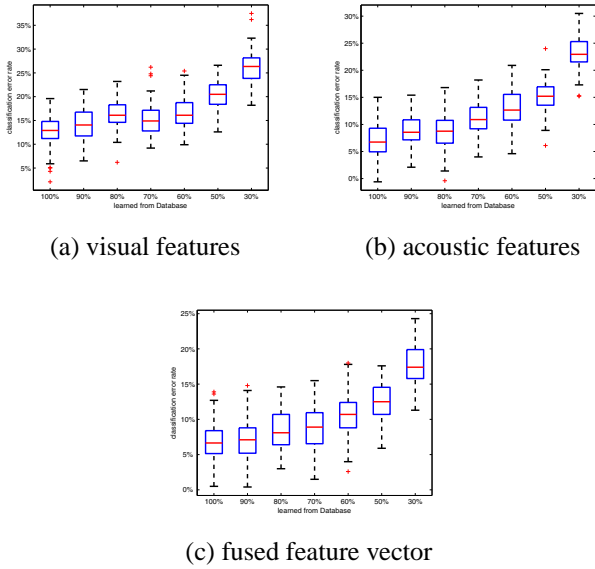 35%
30%
25%
20%
15%
10%
5%
classification error rate
100% 90% 80% 70% 60% 50% 30%
learned from Database
(a) visual features
30%
25%
20%
15%
10%
5%
0%
classification error rate
100% 90% 80% 70% 60% 50% 30%
learned from Database
(b) acoustic features
25%
20%
15%
10%
5%
0%
classification error rate
100% 90% 80% 70% 60% 50% 30%
learned from Database
(c) fused feature vector